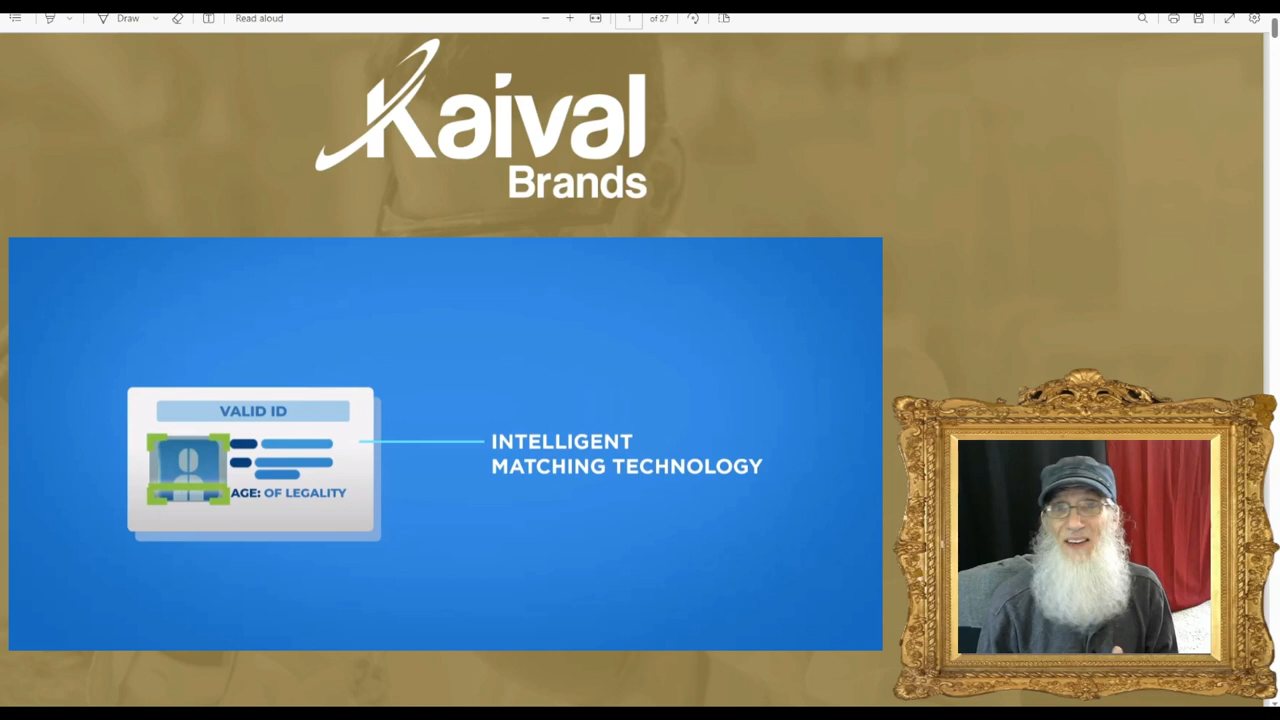 Draw
Read aloud
1
of 27
Kaival
Brands
VALID ID
AGE: OF LEGALITY
INTELLIGENT
MATCHING TECHNOLOGY